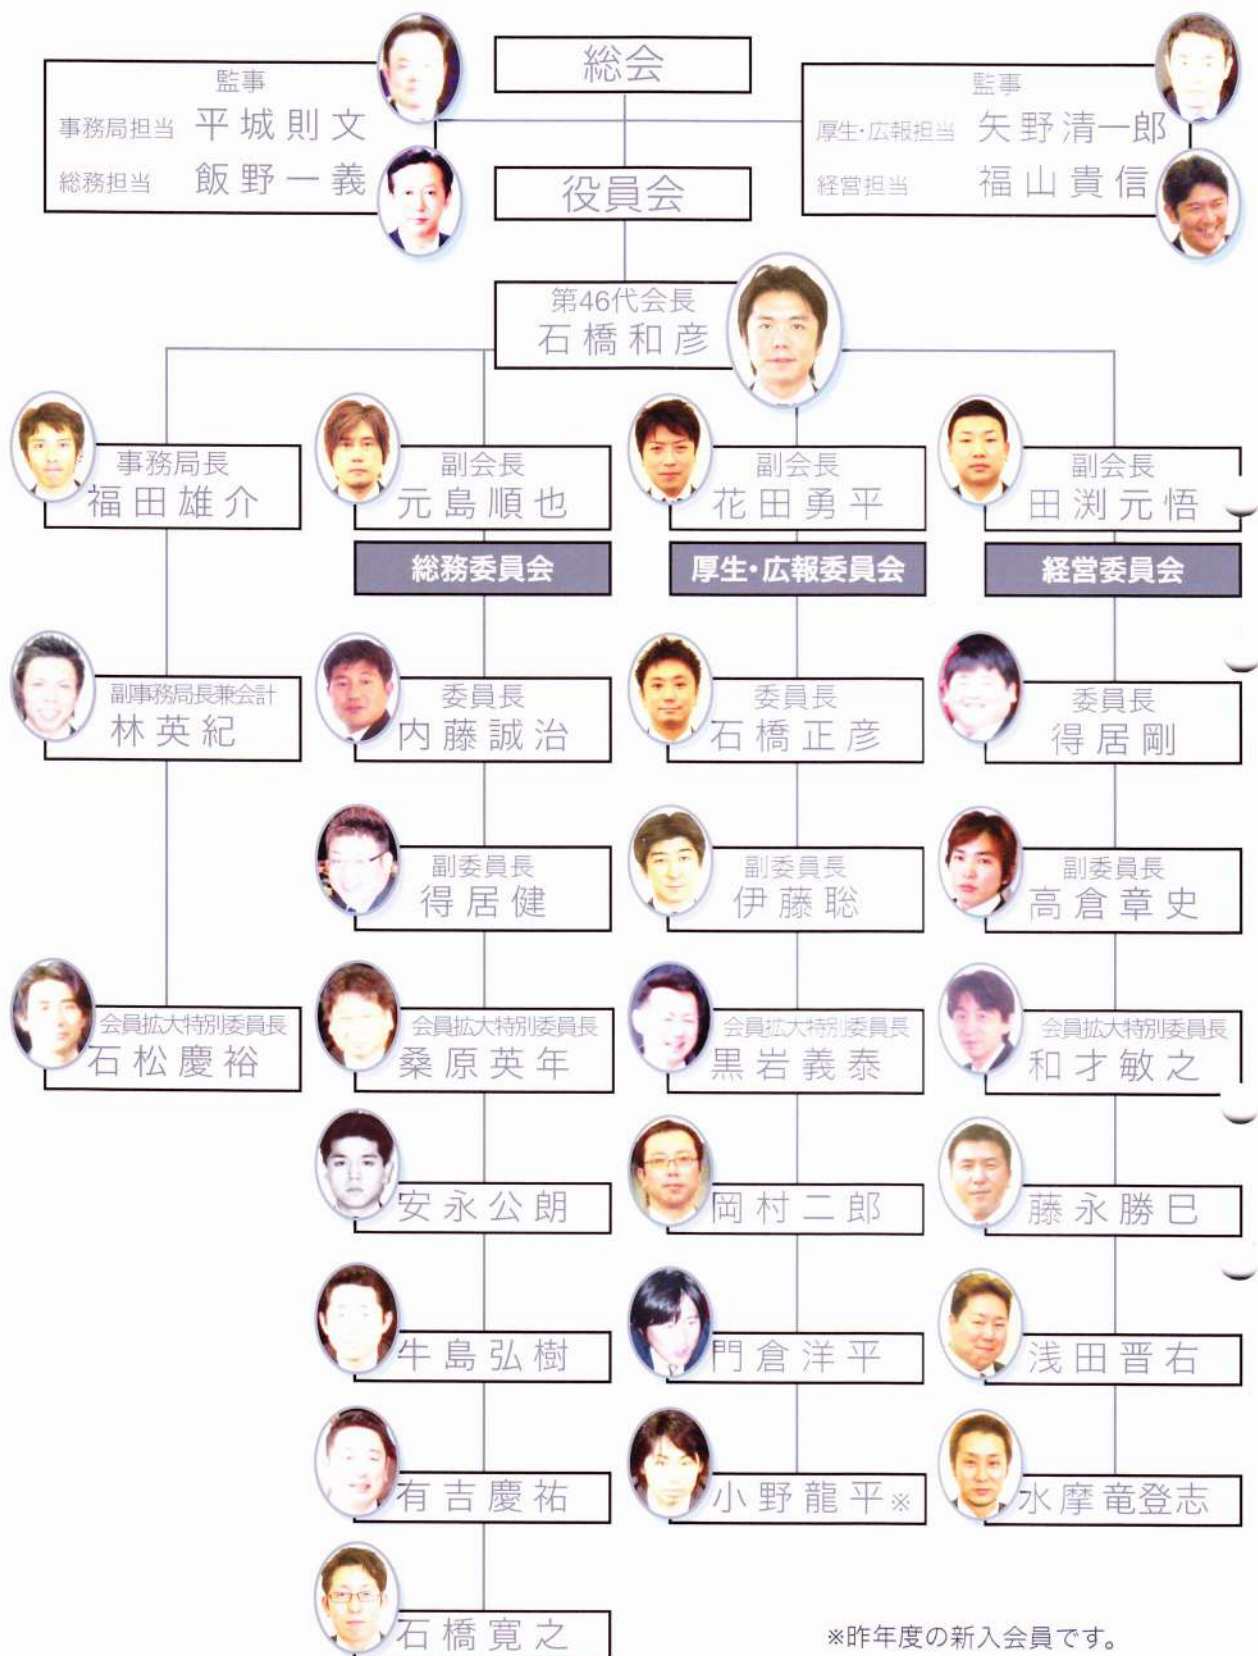 総会
監事
事務局担当 平城則文
総務担当 飯野一義
監事
厚生・広報担当 矢野清一郎
経営担当 福山貴信
役員会
第46代会長
石橋和彦
事務局長
福田雄介
副会長
元島順也
副会長
花田勇平
副会長
田渕元悟
総務委員会
厚生・広報委員会
経営委員会
副事務局長兼会計
林英紀
委員長
内藤誠治
委員長
石橋正彦
委員長
得居剛
副委員長
得居健
副委員長
伊藤聡
副委員長
高倉章史
会員拡大特別委員長
石松慶裕
会員拡大特別委員長
桑原英年
会員拡大特別委員長
黒岩義泰
会員拡大特別委員長
和才敏之
安永公朗
岡村二郎
藤永勝巳
牛島弘樹
門倉洋平
浅田晋右
有吉慶祐
小野龍平※
水摩竜登志
石橋寛之
※昨年度の新入会員です。